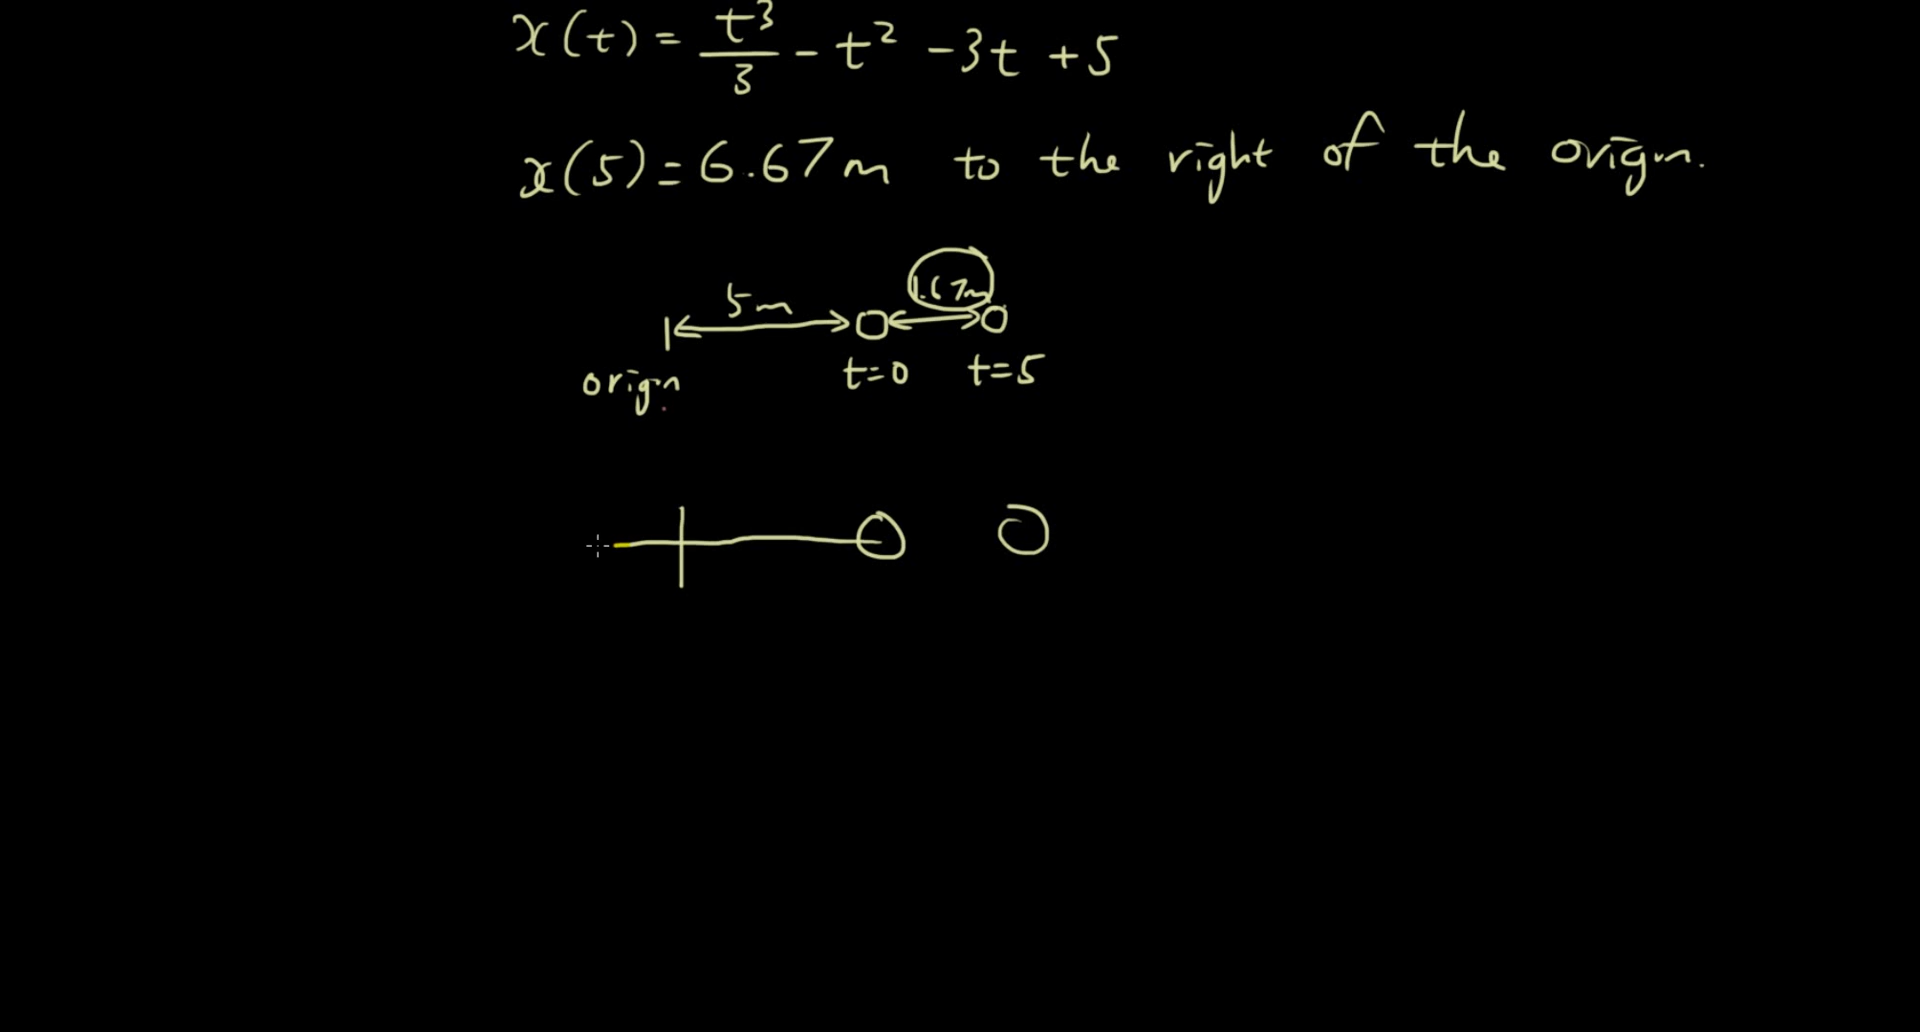 x(t) = t³/3 - t² - 3t + 5
x(5) = 6.67m to the right of the origin.
5m 1.67m
t=0 t=5
origin